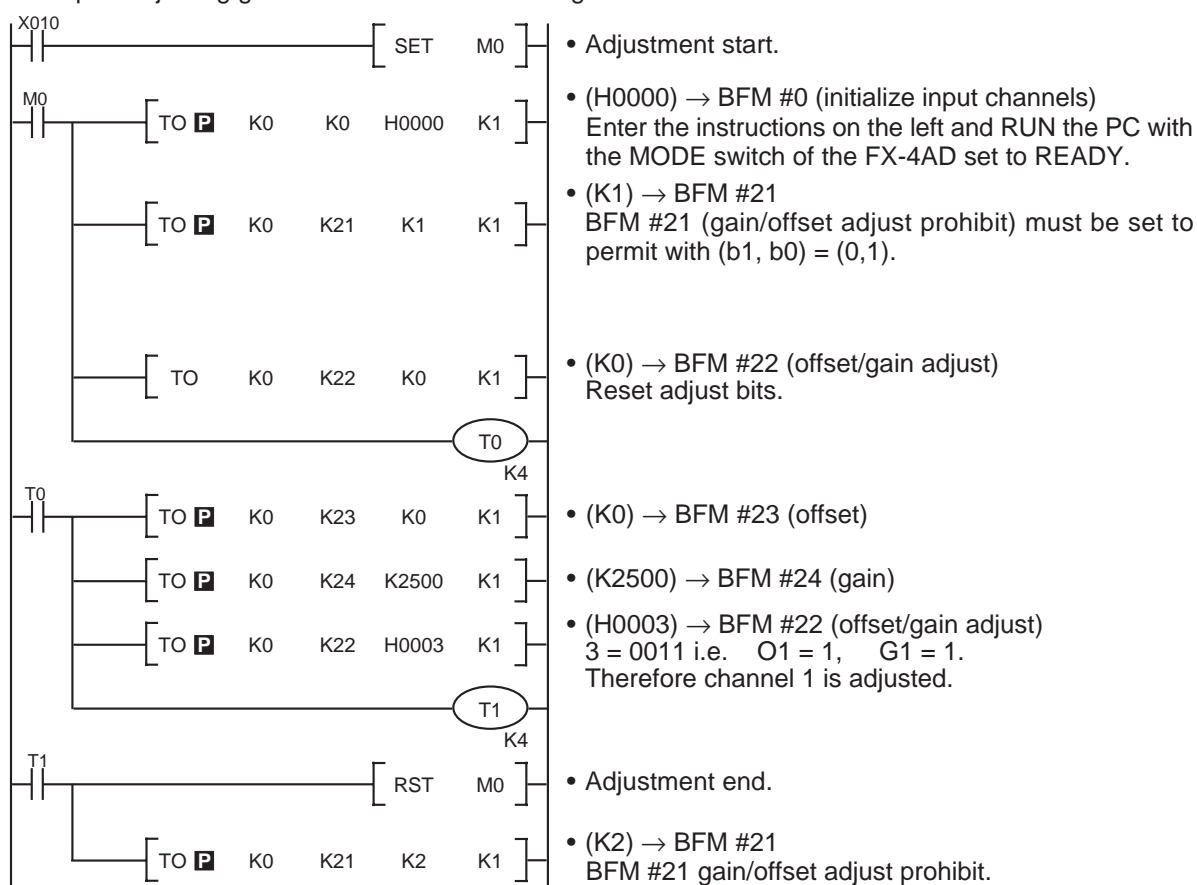 X010
SET M0
• Adjustment start.
M0
TO P K0 K0 H0000 K1
• (H0000) → BFM #0 (initialize input channels)
Enter the instructions on the left and RUN the PC with
the MODE switch of the FX-4AD set to READY.
TO P K0 K21 K1 K1
• (K1) → BFM #21
BFM #21 (gain/offset adjust prohibit) must be set to
permit with (b1, b0) = (0,1).
TO K0 K22 K0 K1
• (K0) → BFM #22 (offset/gain adjust)
Reset adjust bits.
T0
K4
T0
TO P K0 K23 K0 K1
• (K0) → BFM #23 (offset)
TO P K0 K24 K2500 K1
• (K2500) → BFM #24 (gain)
TO P K0 K22 H0003 K1
• (H0003) → BFM #22 (offset/gain adjust)
3 = 0011 i.e. O1 = 1, G1 = 1.
Therefore channel 1 is adjusted.
T1
K4
T1
RST M0
• Adjustment end.
TO P K0 K21 K2 K1
• (K2) → BFM #21
BFM #21 gain/offset adjust prohibit.